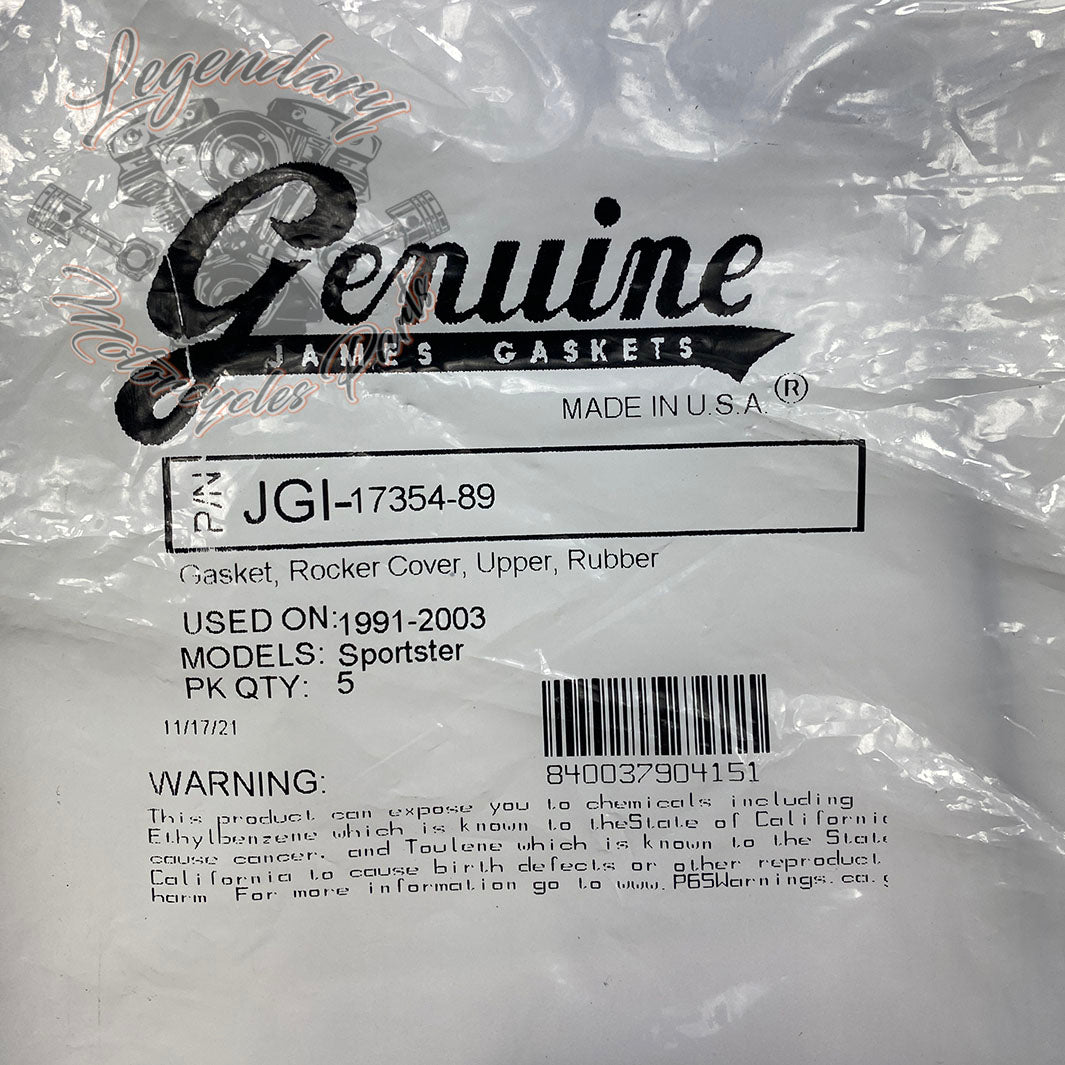 Legendary
Motorcycles Parts
Genuine
JAMES GASKETS
®
MADE IN U.S.A.
P/N JGI-17354-89
Gasket, Rocker Cover, Upper, Rubber
USED ON: 1991-2003
MODELS: Sportster
PK QTY: 5
11/17/21
840037904151
WARNING:
This product can expose you to chemicals including
Ethylbenzene which is known to theState of Californi
cause cancer, and Toulene which is known to the State
California to cause birth defects or other reproduct
harm For more information go to www.P65Warnings.ca.g